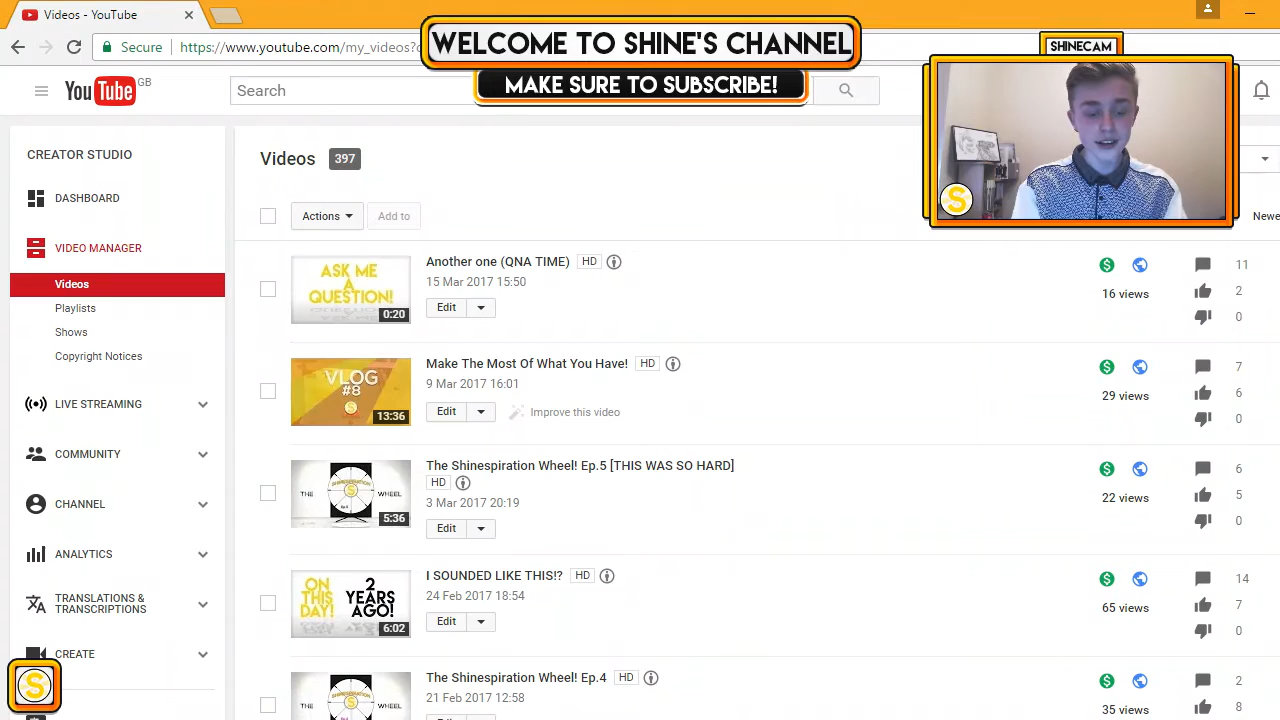 Videos - YouTube
WELCOME TO SHINE'S CHANNEL
MAKE SURE TO SUBSCRIBE!
SHINECAM
Secure
https://www.youtube.com/my_videos?
YouTube GB
Search
S
CREATOR STUDIO
DASHBOARD
VIDEO MANAGER
Videos
Playlists
Shows
Copyright Notices
LIVE STREAMING
COMMUNITY
CHANNEL
ANALYTICS
TRANSLATIONS &
TRANSCRIPTIONS
CREATE
S
Videos 397
Actions
Add to
Newe
ASK ME
A
QUESTION!
0:20
Another one (QNA TIME) HD
15 Mar 2017 15:50
Edit
16 views
11
2
0
VLOG
#8
13:36
Make The Most Of What You Have! HD
9 Mar 2017 16:01
Edit
Improve this video
29 views
7
6
0
THE
WHEEL!
5:36
The Shinespiration Wheel! Ep.5 [THIS WAS SO HARD]
HD
3 Mar 2017 20:19
Edit
22 views
6
5
0
ON
THIS
DAY!
2
YEARS
AGO!
6:02
I SOUNDED LIKE THIS!? HD
24 Feb 2017 18:54
Edit
65 views
14
7
0
THE
WHEEL!
The Shinespiration Wheel! Ep.4 HD
21 Feb 2017 12:58
35 views
2
8